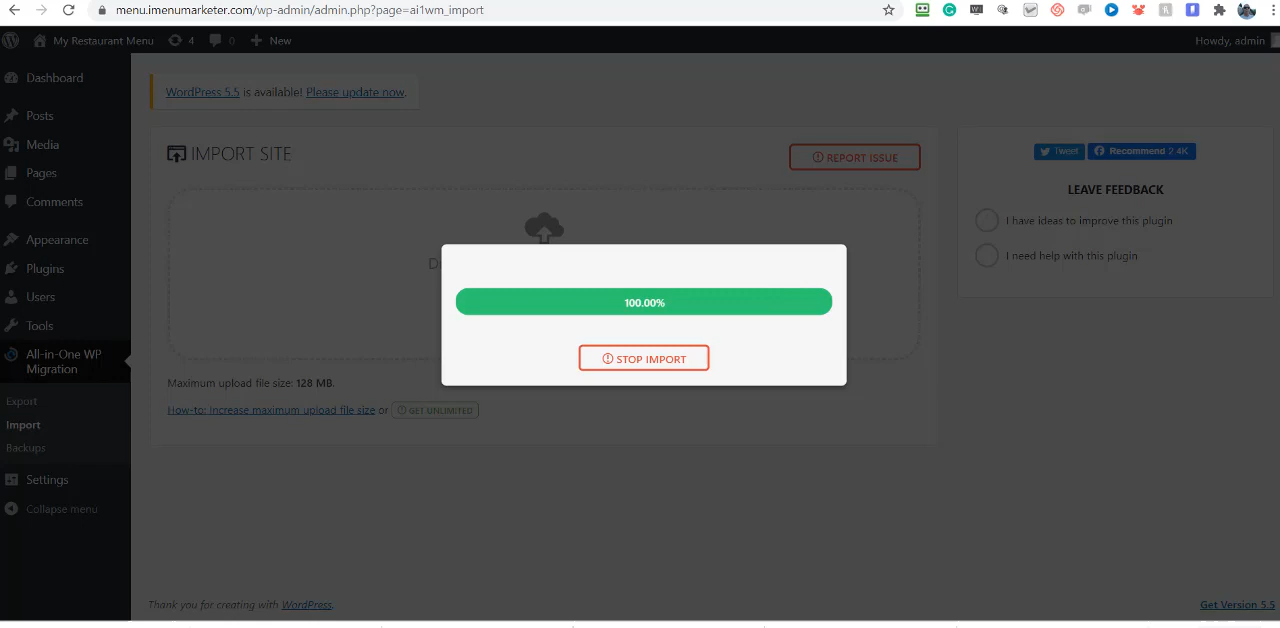 menu.imenumarketer.com/wp-admin/admin.php?page=ai1wm_import
My Restaurant Menu 4 0 New
Howdy, admin
Dashboard
Posts
Media
Pages
Comments
Appearance
Plugins
Users
Tools
All-in-One WP
Migration
Export
Import
Backups
Settings
Collapse menu
WordPress 5.5 is available! Please update now.
IMPORT SITE
REPORT ISSUE
100.00%
STOP IMPORT
Maximum upload file size: 128 MB.
How-to: Increase maximum upload file size or GET UNLIMITED
Tweet
Recommend 2.4K
LEAVE FEEDBACK
I have ideas to improve this plugin
I need help with this plugin
Thank you for creating with WordPress.
Get Version 5.5